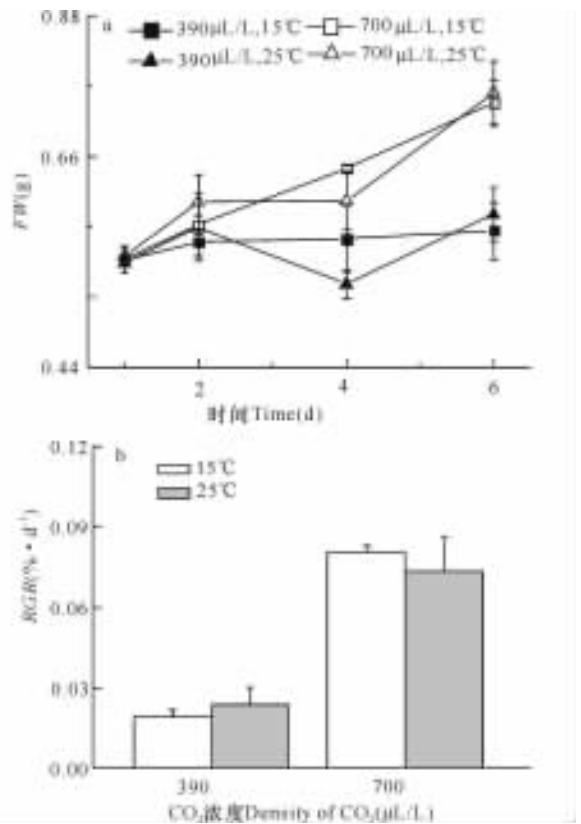 0.88
a
390μL/L,15℃ 700μL/L,15℃
390μL/L,25℃ 700μL/L,25℃
0.66
FW(g)
0.44
2 4 6
时间Time(d)
0.12
b
15℃
25℃
0.09
RGR(%·d⁻¹)
0.06
0.03
0.00
390 700
CO₂浓度Density of CO₂(μL/L)